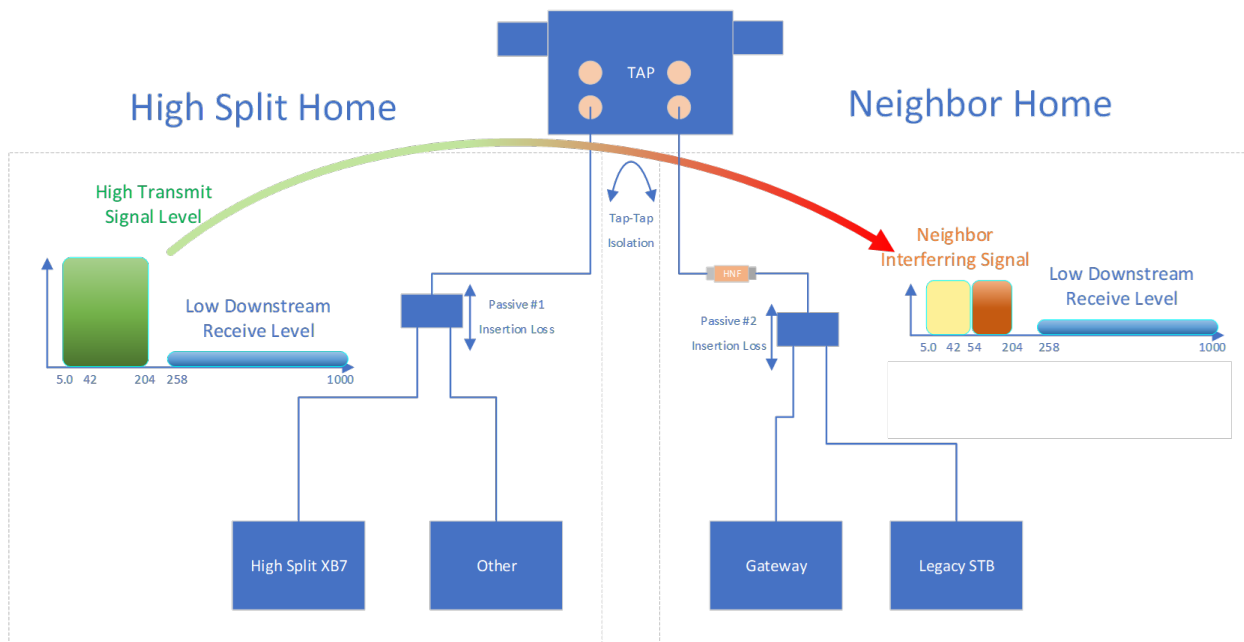 TAP
High Split Home
Neighbor Home
High Transmit
Signal Level
Low Downstream
Receive Level
5.0 42 204 258 1000
Tap-Tap
Isolation
Passive #1
Insertion Loss
HNF
Passive #2
Insertion Loss
Neighbor
Interfering Signal
Low Downstream
Receive Level
5.0 42 54 204 258 1000
High Split XB7
Other
Gateway
Legacy STB